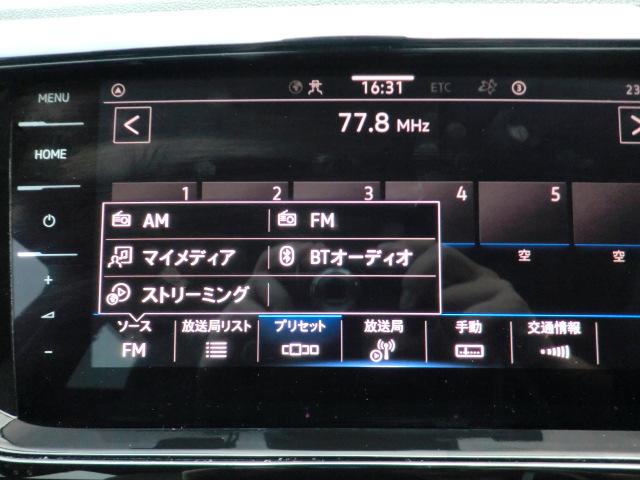 MENU
16:31 ETC 3 23
HOME
77.8 MHz
1 2 3 4 5
AM FM
マイメディア BTオーディオ
空 空
ストリーミング
ソース 放送局リスト プリセット 放送局 手動 交通情報
FM